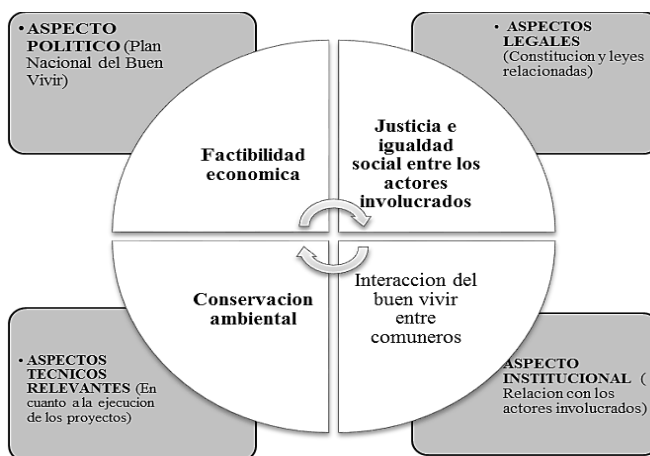 • ASPECTO
POLITICO (Plan
Nacional del Buen
Vivir)
• ASPECTOS
LEGALES
(Constitucion y leyes
relacionadas)
Factibilidad
economica
Justicia e
igualdad
social entre los
actores
involucrados
Conservacion
ambiental
Interaccion del
buen vivir
entre
comuneros
• ASPECTOS
TECNICOS
RELEVANTES (En
cuanto a la ejecucion
de los proyectos)
ASPECTO
INSTITUCIONAL (
Relacion con los
actores involucrados)